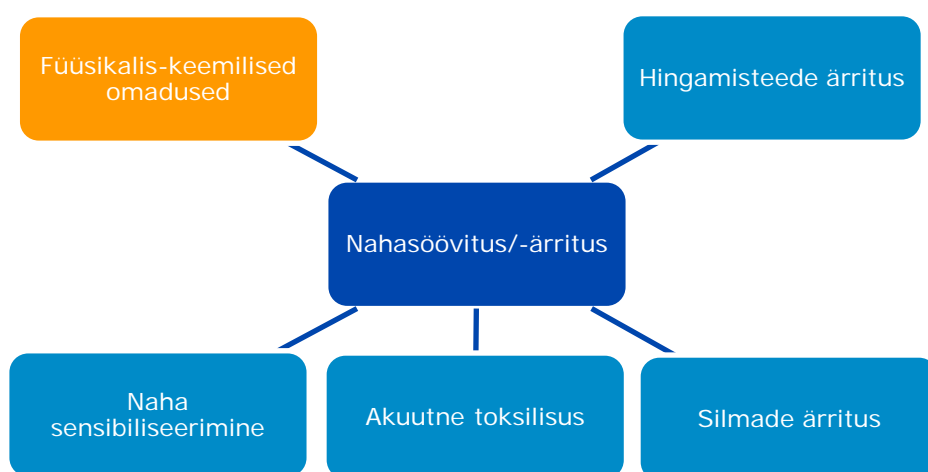 Füüsikalis-keemilised
omadused
Hingamisteede ärritus
Nahasöövitus/-ärritus
Naha
sensibiliseerimine
Akuutne toksilisus
Silmade ärritus